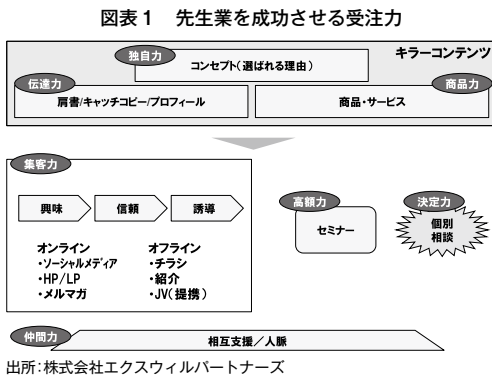 図表1 先生業を成功させる受注力
キラーコンテンツ
独自力
コンセプト(選ばれる理由)
伝達力
肩書/キャッチコピー/プロフィール
商品力
商品・サービス
集客力
興味
信頼
誘導
オンライン
・ソーシャルメディア
・HP/LP
・メルマガ
オフライン
・チラシ
・紹介
・JV(提携)
高額力
セミナー
決定力
個別
相談
仲間力
相互支援／人脈
出所:株式会社エクスウィルパートナーズ